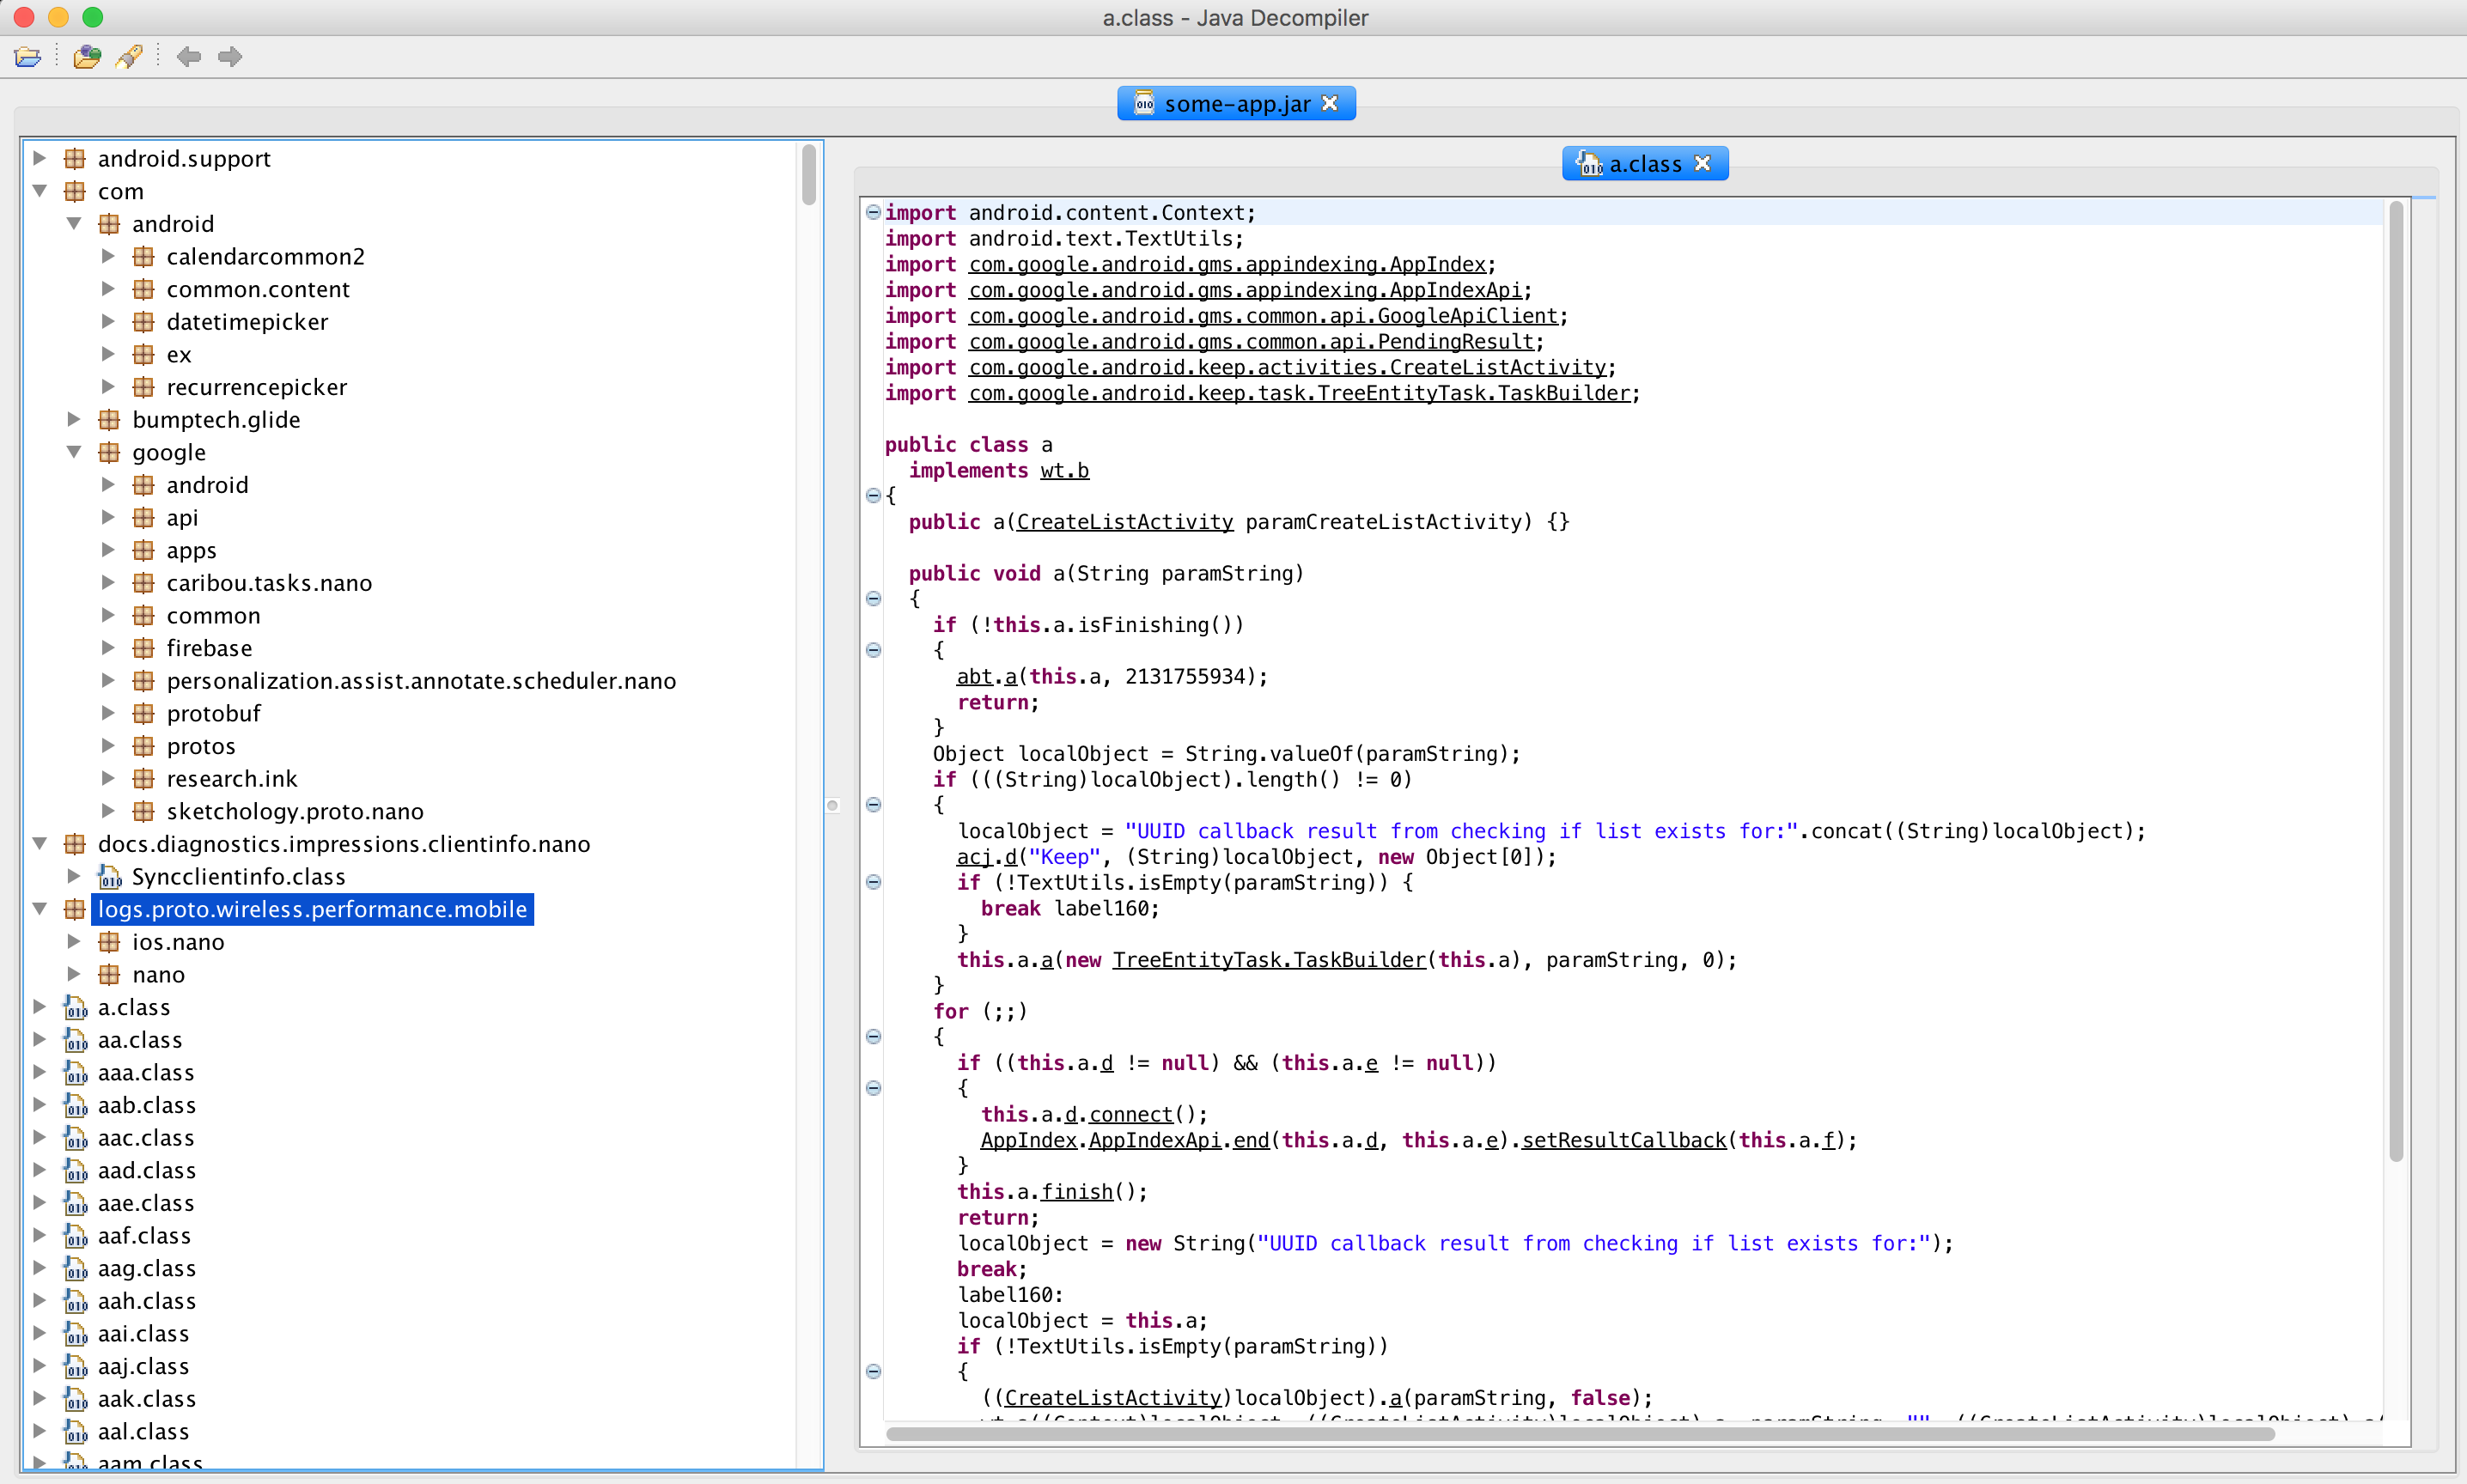 a.class - Java Decompiler
some-app.jar
android.support
com
android
calendarcommon2
common.content
datetimepicker
ex
recurrencepicker
bumptech.glide
google
android
api
apps
caribou.tasks.nano
common
firebase
personalization.assist.annotate.scheduler.nano
protobuf
protos
research.ink
sketchology.proto.nano
docs.diagnostics.impressions.clientinfo.nano
Syncclientinfo.class
logs.proto.wireless.performance.mobile
ios.nano
nano
a.class
aa.class
aaa.class
aab.class
aac.class
aad.class
aae.class
aaf.class
aag.class
aah.class
aai.class
aaj.class
aak.class
aal.class
aam.class
a.class
import android.content.Context;
import android.text.TextUtils;
import com.google.android.gms.appindexing.AppIndex;
import com.google.android.gms.appindexing.AppIndexApi;
import com.google.android.gms.common.api.GoogleApiClient;
import com.google.android.gms.common.api.PendingResult;
import com.google.android.keep.activities.CreateListActivity;
import com.google.android.keep.task.TreeEntityTask.TaskBuilder;
public class a
implements wt.b
{
public a(CreateListActivity paramCreateListActivity) {}
public void a(String paramString)
{
if (!this.a.isFinishing())
{
abt.a(this.a, 2131755934);
return;
}
Object localObject = String.valueOf(paramString);
if (((String)localObject).length() != 0)
{
localObject = "UUID callback result from checking if list exists for:".concat((String)localObject);
acj.d("Keep", (String)localObject, new Object[0]);
if (!TextUtils.isEmpty(paramString)) {
break label160;
}
this.a.a(new TreeEntityTask.TaskBuilder(this.a), paramString, 0);
}
for (;;)
{
if ((this.a.d != null) && (this.a.e != null))
{
this.a.d.connect();
AppIndex.AppIndexApi.end(this.a.d, this.a.e).setResultCallback(this.a.f);
}
this.a.finish();
return;
localObject = new String("UUID callback result from checking if list exists for:");
break;
label160:
localObject = this.a;
if (!TextUtils.isEmpty(paramString))
{
((CreateListActivity)localObject).a(paramString, false);